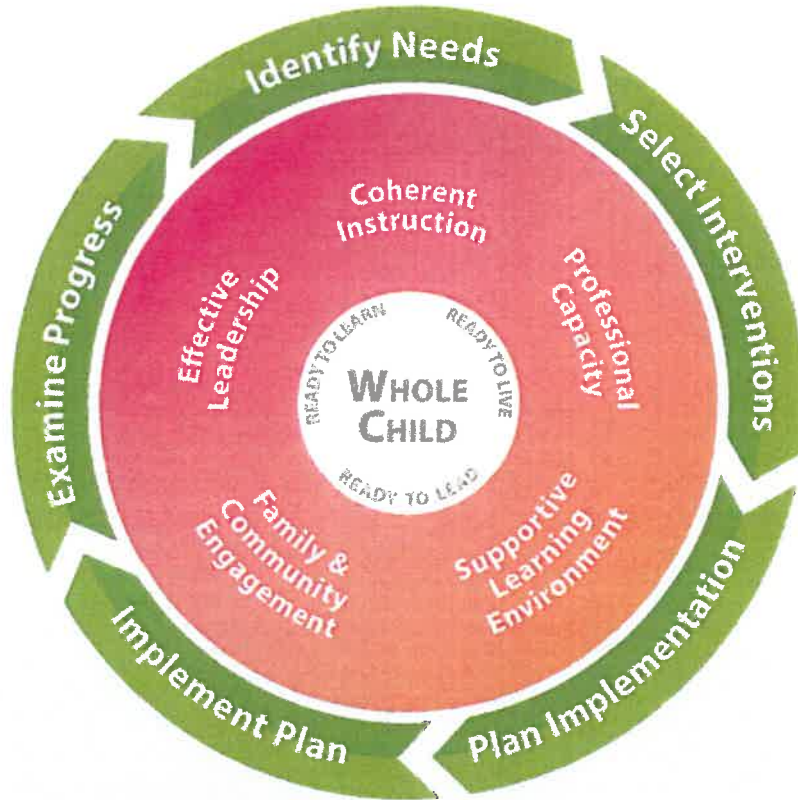 Identify Needs
Select Interventions
Plan Implementation
Implement Plan
Examine Progress
Coherent
Instruction
Professional
Capacity
Supportive
Learning
Environment
Family &
Community
Engagement
Effective
Leadership
READY TO LEARN
READY TO LIVE
READY TO LEAD
WHOLE
CHILD